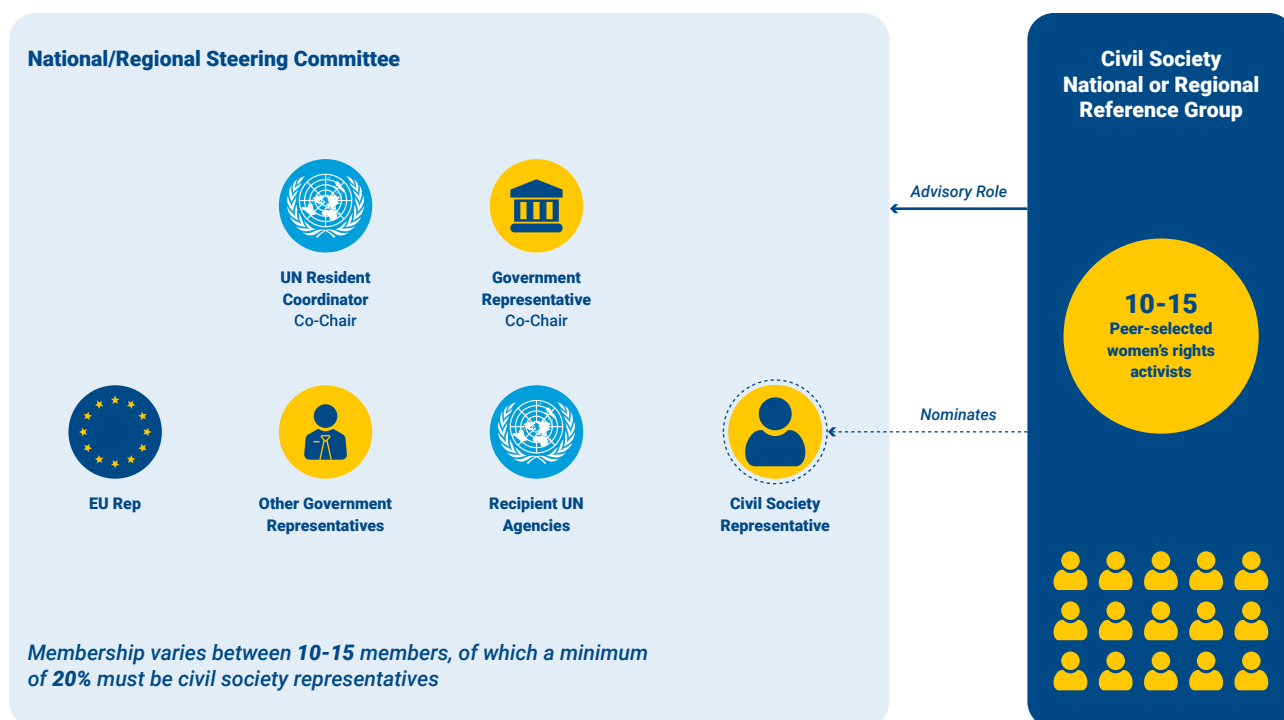 National/Regional Steering Committee
Civil Society
National or Regional
Reference Group
UN Resident
Coordinator
Co-Chair
Government
Representative
Co-Chair
Advisory Role
10-15
Peer-selected
women's rights
activists
EU Rep
Other Government
Representatives
Recipient UN
Agencies
Civil Society
Representative
Nominates
Membership varies between 10-15 members, of which a minimum
of 20% must be civil society representatives